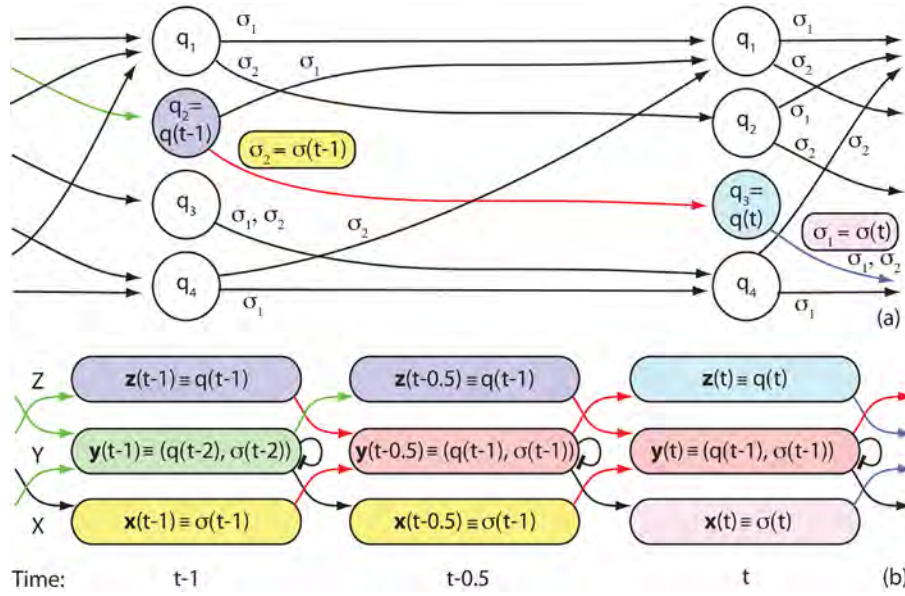 σ₁ σ₁
q₁ q₁
σ₂ σ₁ σ₂
q₂=
q(t-1)
σ₂ = σ(t-1)
q₂
σ₁
σ₂ σ₂
q₃
q₃=
q(t)
σ₁, σ₂ σ₂
σ₁ = σ(t)
σ₁, σ₂
q₄ q₄
σ₁ σ₁
(a)
Z z(t-1) ≡ q(t-1) z(t-0.5) ≡ q(t-1) z(t) ≡ q(t)
Y y(t-1) ≡ (q(t-2), σ(t-2)) y(t-0.5) ≡ (q(t-1), σ(t-1)) y(t) ≡ (q(t-1), σ(t-1))
X x(t-1) ≡ σ(t-1) x(t-0.5) ≡ σ(t-1) x(t) ≡ σ(t)
Time: t-1 t-0.5 t (b)